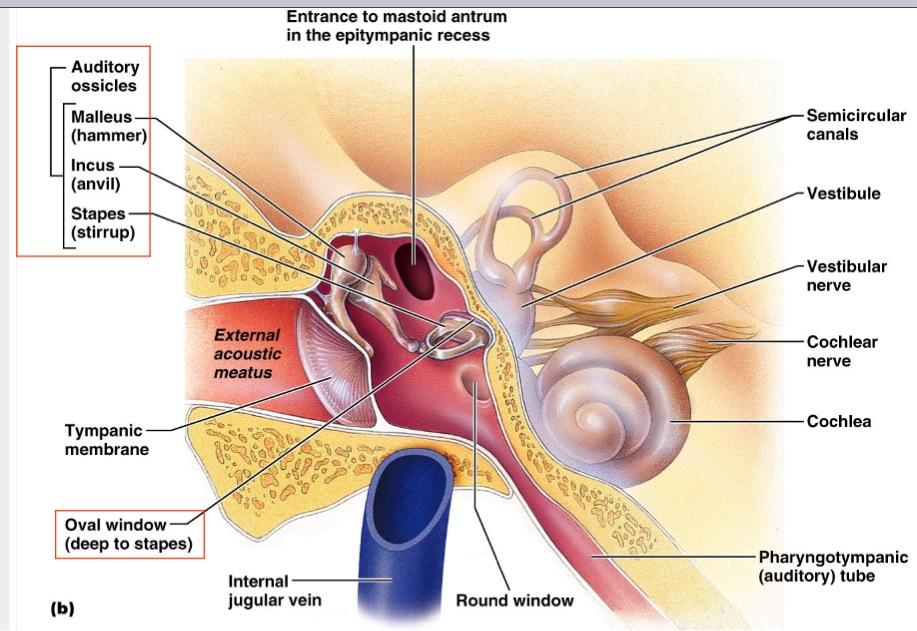 Entrance to mastoid antrum
in the epitympanic recess
Auditory
ossicles
Malleus
(hammer)
Incus
(anvil)
Stapes
(stirrup)
Semicircular
canals
Vestibule
Vestibular
nerve
Cochlear
nerve
Cochlea
External
acoustic
meatus
Tympanic
membrane
Oval window
(deep to stapes)
Internal
jugular vein
Round window
Pharyngotympanic
(auditory) tube
(b)